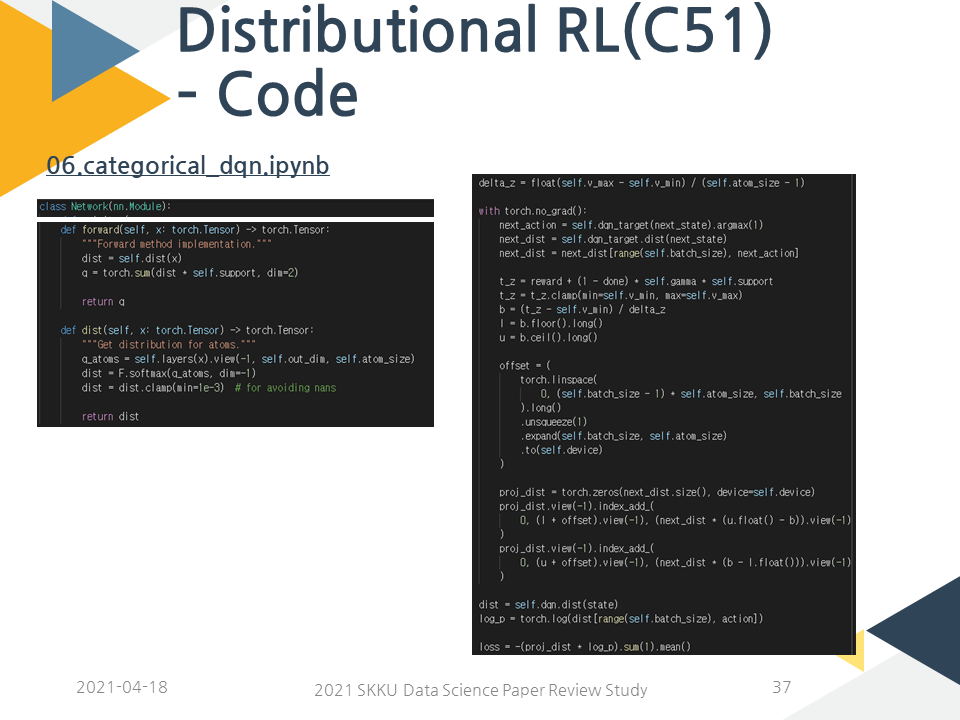 Distributional RL(C51)
- Code
06.categorical_dqn.ipynb
class Network(nn.Module):
def forward(self, x: torch.Tensor) -> torch.Tensor:
"""Forward method implementation."""
dist = self.dist(x)
q = torch.sum(dist * self.support, dim=2)
return q
def dist(self, x: torch.Tensor) -> torch.Tensor:
"""Get distribution for atoms."""
q_atoms = self.layers(x).view(-1, self.out_dim, self.atom_size)
dist = F.softmax(q_atoms, dim=-1)
dist = dist.clamp(min=1e-3)  # for avoiding nans
return dist
delta_z = float(self.v_max - self.v_min) / (self.atom_size - 1)
with torch.no_grad():
next_action = self.dqn_target(next_state).argmax(1)
next_dist = self.dqn_target.dist(next_state)
next_dist = next_dist[range(self.batch_size), next_action]
t_z = reward + (1 - done) * self.gamma * self.support
t_z = t_z.clamp(min=self.v_min, max=self.v_max)
b = (t_z - self.v_min) / delta_z
l = b.floor().long()
u = b.ceil().long()
offset = (
torch.linspace(
0, (self.batch_size - 1) * self.atom_size, self.batch_size
).long()
.unsqueeze(1)
.expand(self.batch_size, self.atom_size)
.to(self.device)
)
proj_dist = torch.zeros(next_dist.size(), device=self.device)
proj_dist.view(-1).index_add_(
0, (l + offset).view(-1), (next_dist * (u.float() - b)).view(-1)
)
proj_dist.view(-1).index_add_(
0, (u + offset).view(-1), (next_dist * (b - l.float())).view(-1)
)
dist = self.dqn.dist(state)
log_p = torch.log(dist[range(self.batch_size), action])
loss = -(proj_dist * log_p).sum(1).mean()
2021-04-18
2021 SKKU Data Science Paper Review Study
37